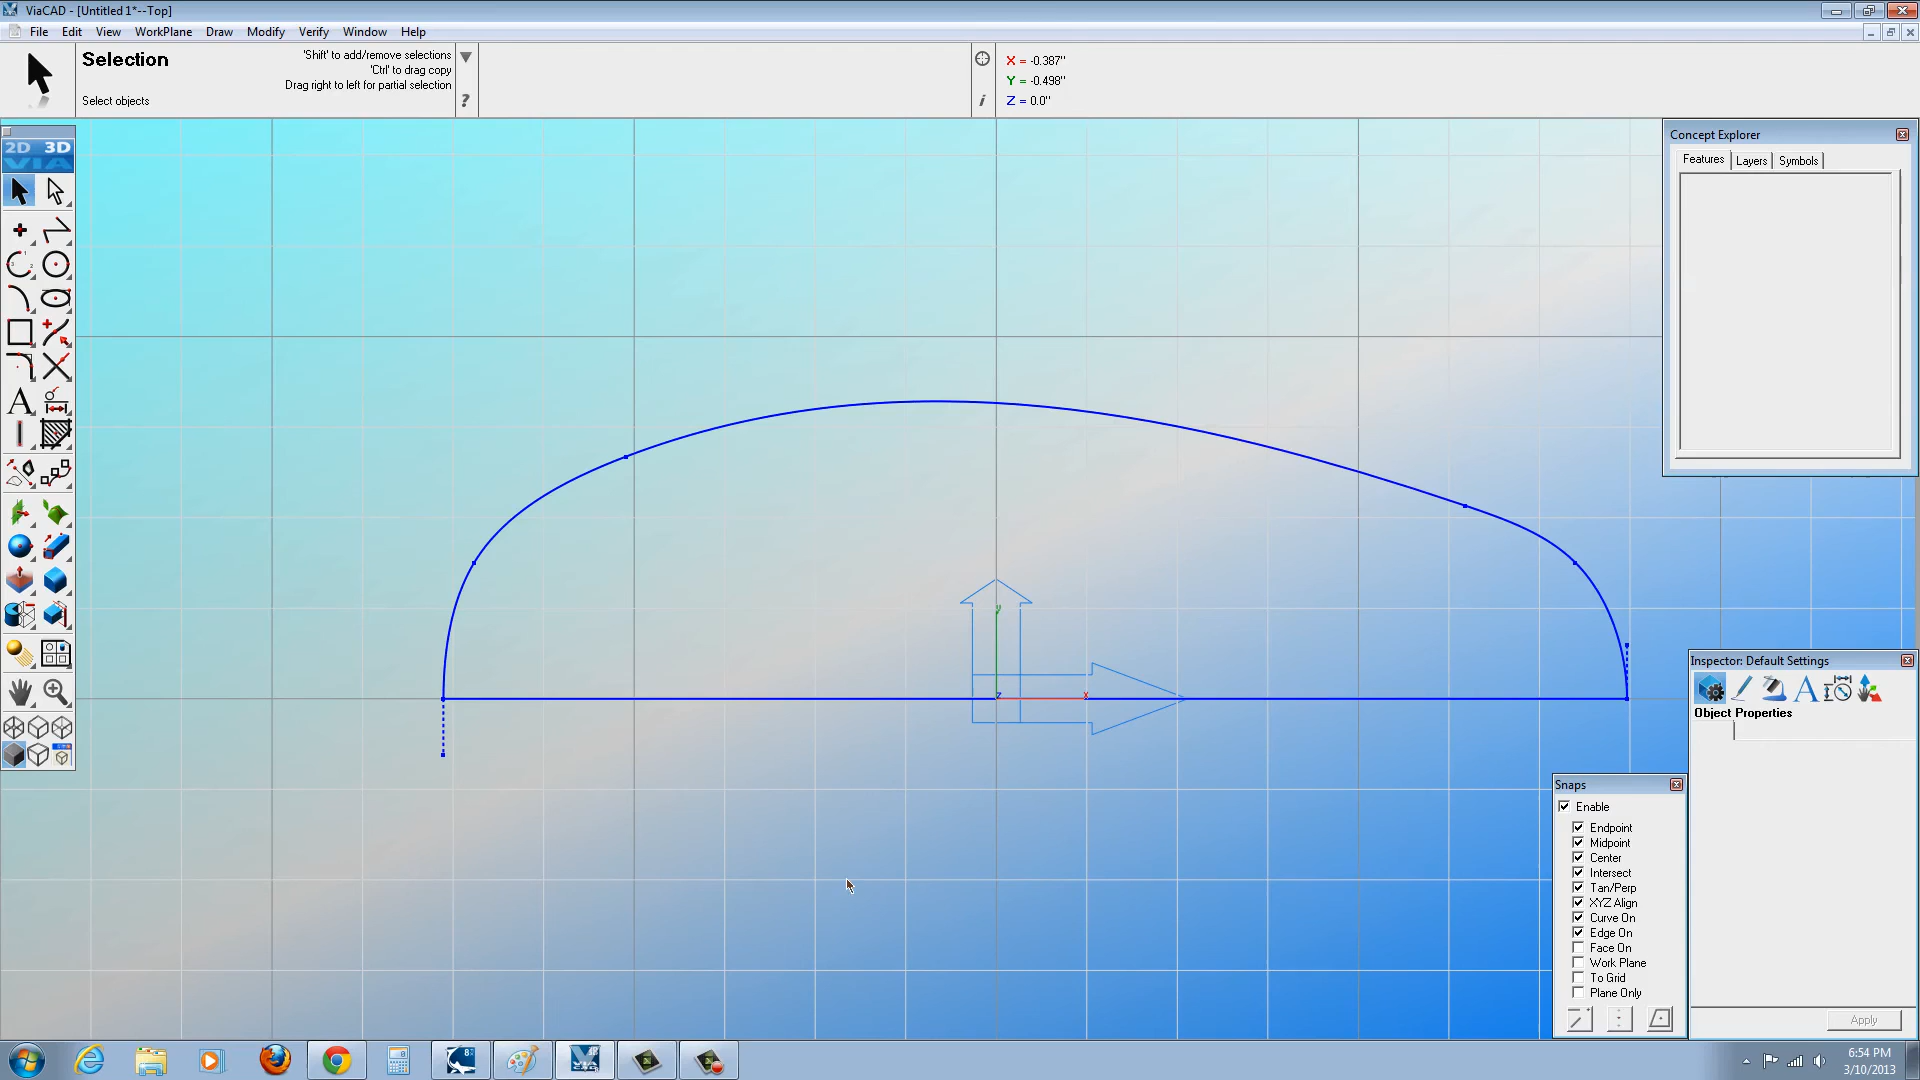 ViaCAD - [Untitled 1*--Top]
File Edit View WorkPlane Draw Modify Verify Window Help
Selection
'Shift' to add/remove selections
'Ctrl' to drag copy
Drag right to left for partial selection
Select objects
?
i
X = -0.387"
Y = -0.498"
Z = 0.0"
2D 3D
VIA
A
Concept Explorer
Features Layers Symbols
y
z
x
Inspector: Default Settings
A
Object Properties
Apply
Snaps
Enable
Endpoint
Midpoint
Center
Intersect
Tan/Perp
XYZ Align
Curve On
Edge On
Face On
Work Plane
To Grid
Plane Only
6:54 PM
3/10/2013